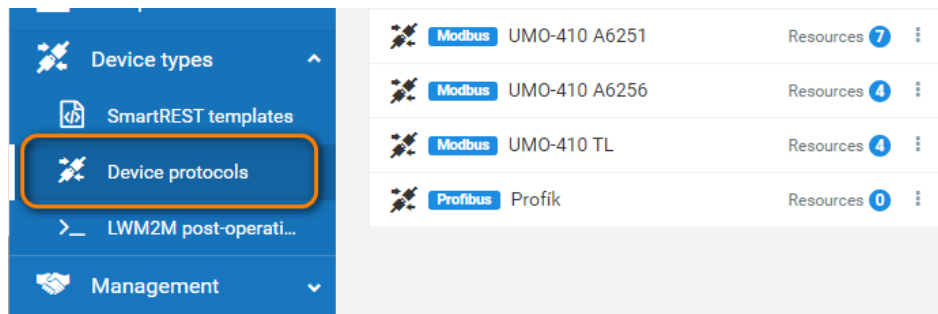 Device types
SmartREST templates
Device protocols
LWM2M post-operati...
Management
Modbus UMO-410 A6251 Resources 7
Modbus UMO-410 A6256 Resources 4
Modbus UMO-410 TL Resources 4
Profibus Profík Resources 0